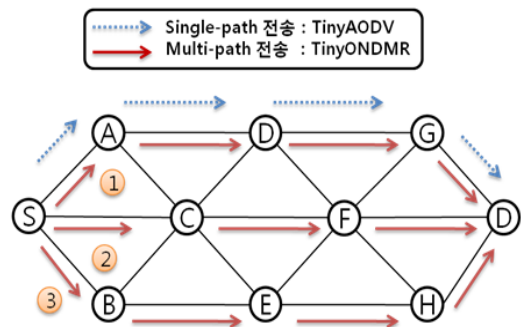 Single-path 전송 : TinyAODV
Multi-path 전송 : TinyONDMR
A
D
G
1
S
C
F
D
2
3
B
E
H